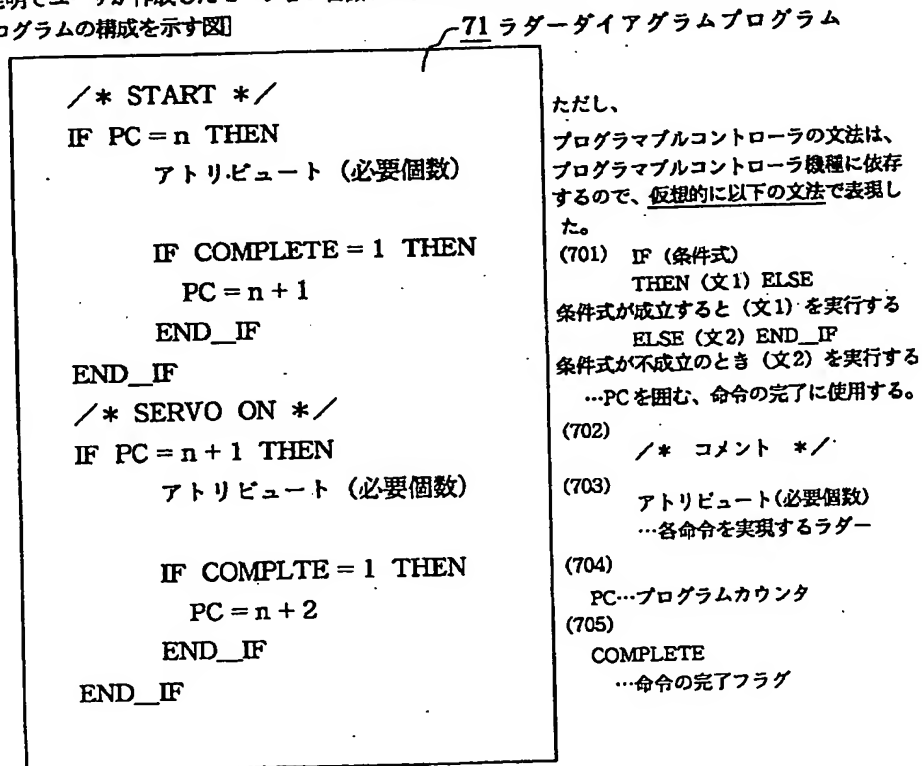 ログラムの構成を示す図]
71 ラダーダイアグラムプログラム
/* START */
IF PC = n THEN
アトリビュート (必要個数)
IF COMPLETE = 1 THEN
PC = n + 1
END__IF
END__IF
/* SERVO ON */
IF PC = n + 1 THEN
アトリビュート (必要個数)
IF COMPLTE = 1 THEN
PC = n + 2
END__IF
END__IF
ただし、
プログラマブルコントローラの文法は、
プログラマブルコントローラ機種に依存
するので、仮想的に以下の文法で表現し
た。
(701) IF (条件式)
THEN (文1) ELSE
条件式が成立すると (文1) を実行する
ELSE (文2) END__IF
条件式が不成立のとき (文2) を実行する
…PCを囲む、命令の完了に使用する。
(702)
/* コメント */
(703)
アトリビュート(必要個数)
…各命令を実現するラダー
(704)
PC…プログラムカウンタ
(705)
COMPLETE
…命令の完了フラグ